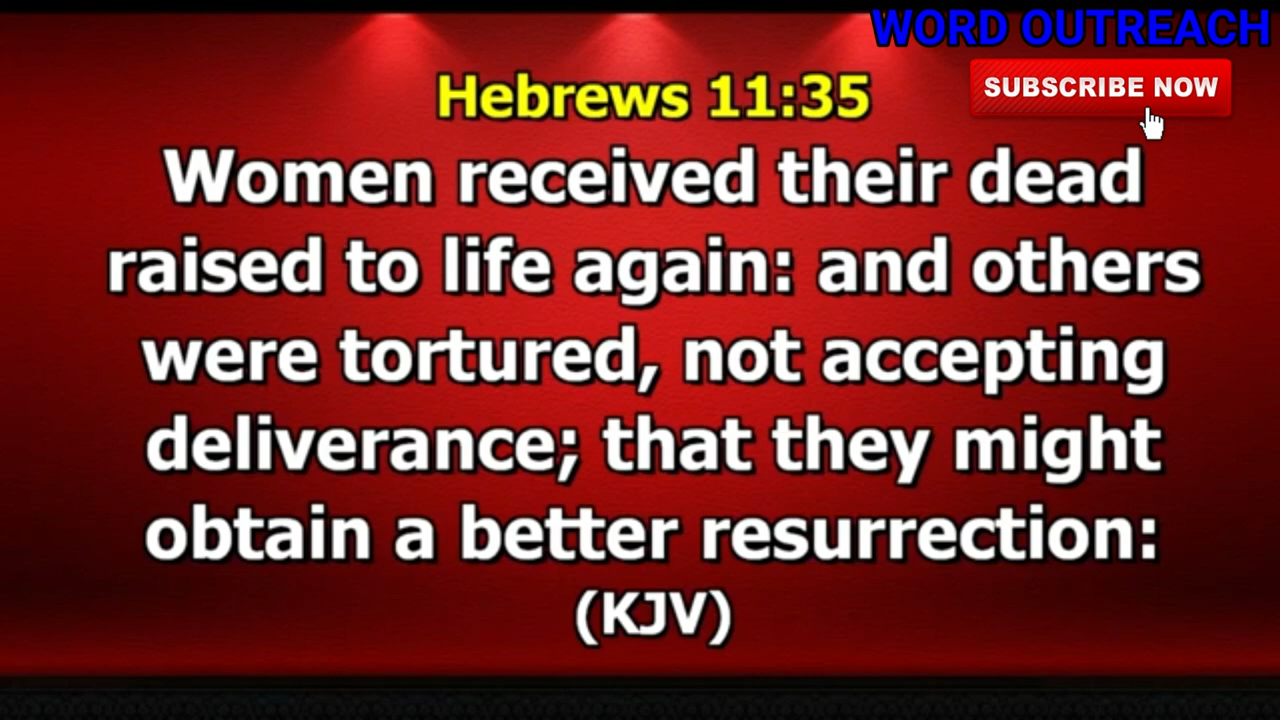 WORD OUTREACH
SUBSCRIBE NOW
Hebrews 11:35
Women received their dead
raised to life again: and others
were tortured, not accepting
deliverance; that they might
obtain a better resurrection:
(KJV)